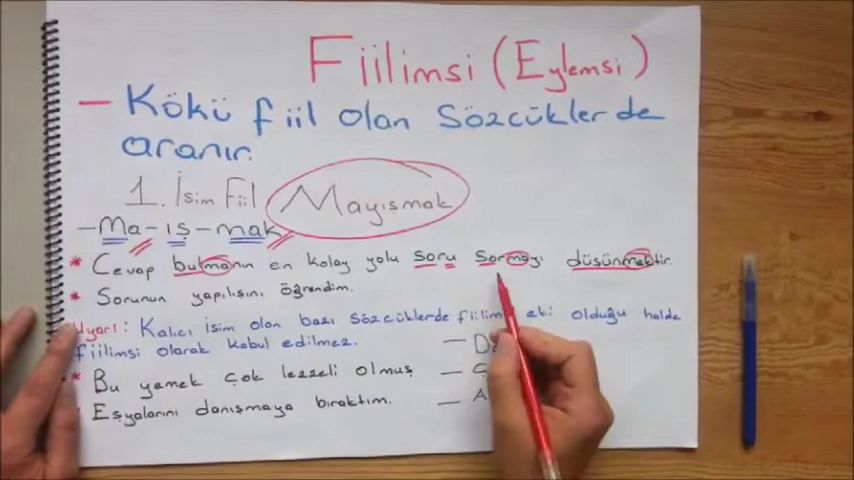 Fiilimsi (Eylemsi)
— Kökü fiil olan Sözcüklerde
aranır.
1. İsim Fiil Mayışmak
-Ma-ış-mak
* Cevap bulmanın en kolay yolu soru sormayı düşünmektir.
* Sorunun yapılışını öğrendim.
Uyarı: Kalıcı isim olan bazı sözcüklerde fiilimsi eki olduğu halde
fiilimsi olarak kabul edilmez.
* Bu yemek çok lezzeli olmuş
* Eşyalarını danışmaya bıraktım.